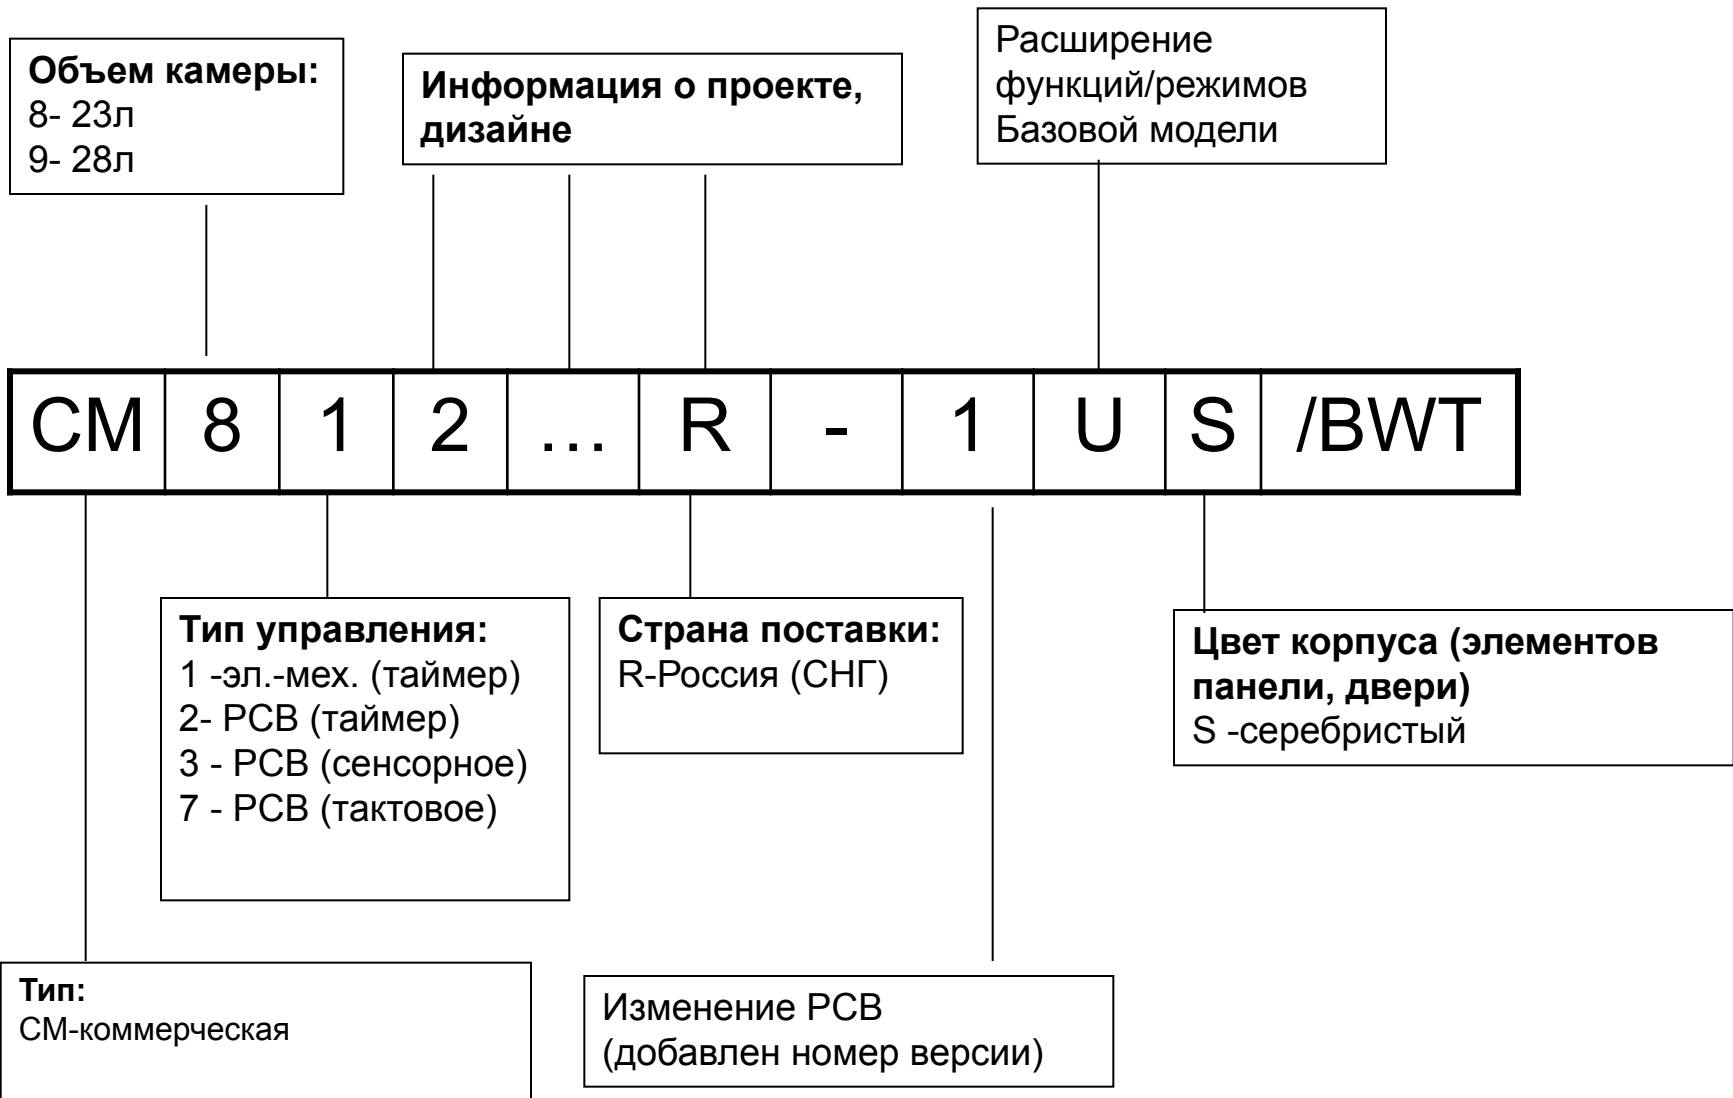 Объем камеры:
8- 23л
9- 28л
Информация о проекте,
дизайне
Расширение
функций/режимов
Базовой модели
CM 8 1 2 ... R - 1 U S /BWT
Тип управления:
1 -эл.-мех. (таймер)
2- PCB (таймер)
3 - PCB (сенсорное)
7 - PCB (тактовое)
Страна поставки:
R-Россия (СНГ)
Цвет корпуса (элементов
панели, двери)
S -серебристый
Тип:
СМ-коммерческая
Изменение PCB
(добавлен номер версии)